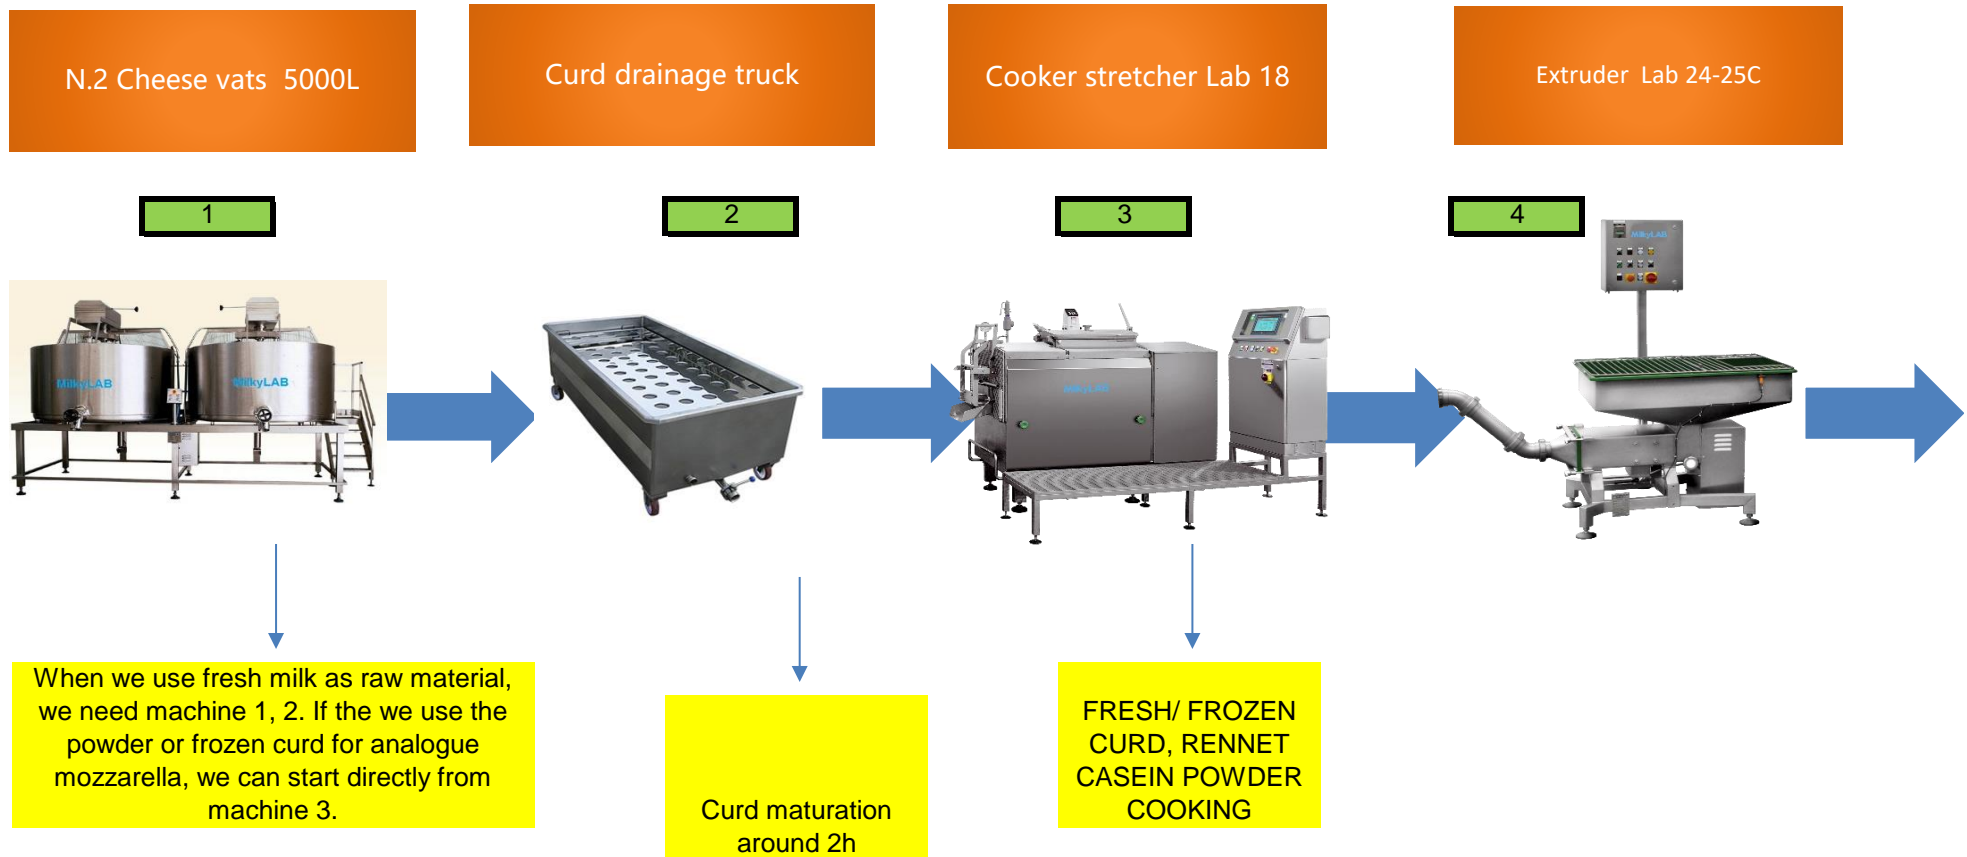 N.2 Cheese vats 5000L
Curd drainage truck
Cooker stretcher Lab 18
Extruder Lab 24-25C
1
2
3
4
MilkyLAB
MilkyLAB
MilkyLAB
MilkyLAB
When we use fresh milk as raw material,
we need machine 1, 2. If the we use the
powder or frozen curd for analogue
mozzarella, we can start directly from
machine 3.
Curd maturation
around 2h
FRESH/ FROZEN
CURD, RENNET
CASEIN POWDER
COOKING